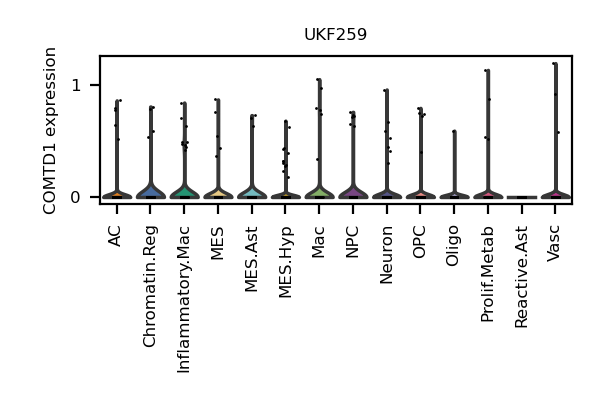 UKF259
COMTD1 expression
1
0
AC
Chromatin.Reg
Inflammatory.Mac
MES
MES.Ast
MES.Hyp
Mac
NPC
Neuron
OPC
Oligo
Prolif.Metab
Reactive.Ast
Vasc